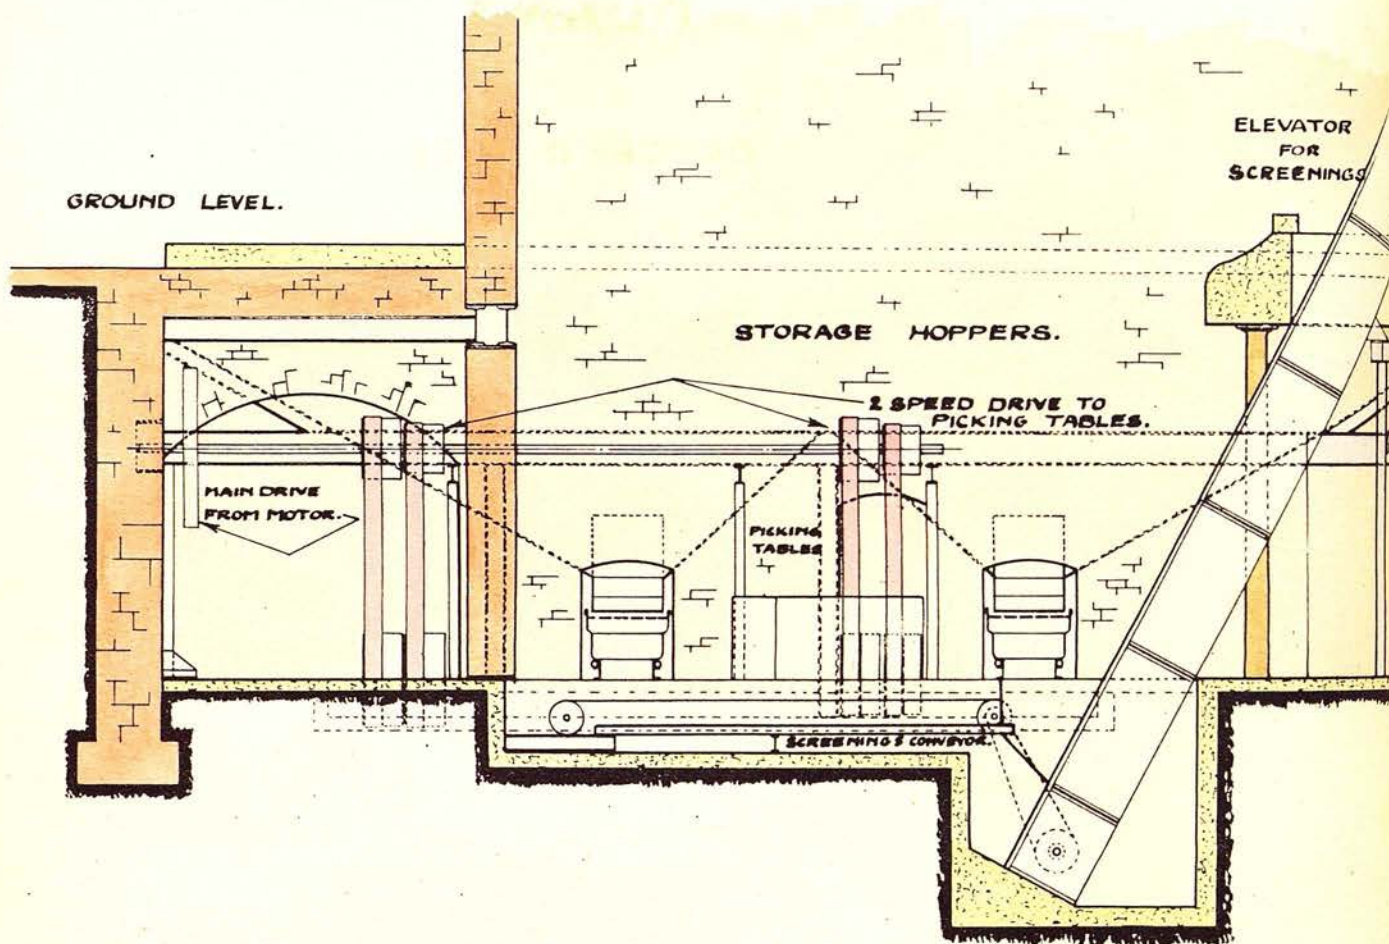 ELEVATOR
FOR
SCREENINGS
GROUND LEVEL.
STORAGE HOPPERS.
2 SPEED DRIVE TO
PICKING TABLES.
MAIN DRIVE
FROM MOTOR.
PICKING
TABLES
SCREENINGS CONVEYOR.